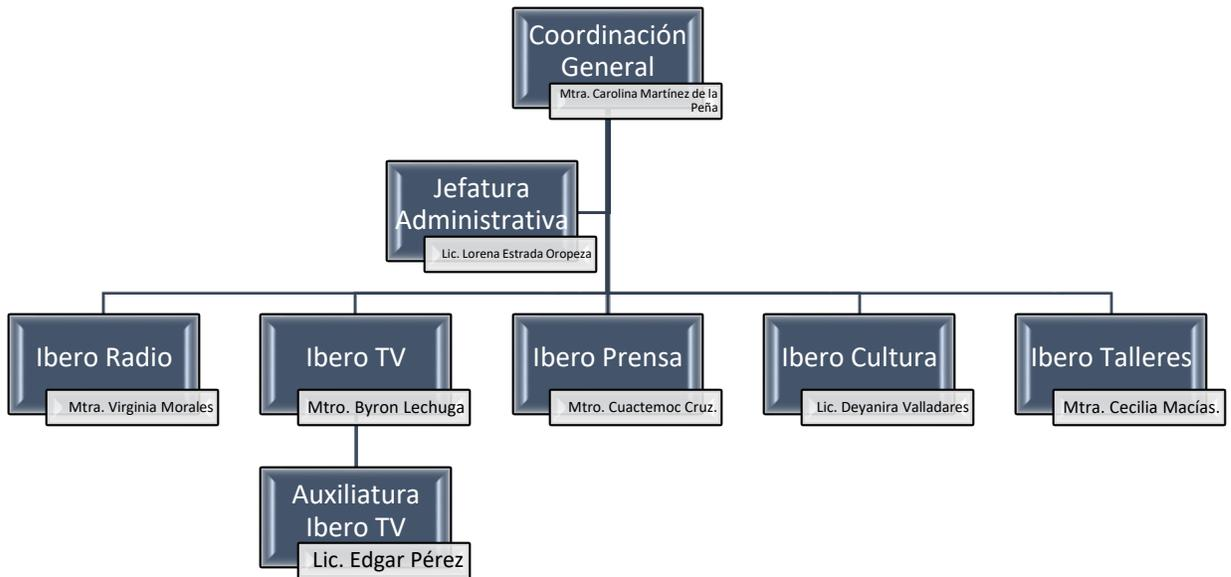 Coordinación
General
Mtra. Carolina Martínez de la
Peña
Jefatura
Administrativa
Lic. Lorena Estrada Oropeza
Ibero Radio
Mtra. Virginia Morales
Ibero TV
Mtro. Byron Lechuga
Ibero Prensa
Mtro. Cuactemoc Cruz.
Ibero Cultura
Lic. Deyanira Valladares
Ibero Talleres
Mtra. Cecilia Macías.
Auxiliatura
Ibero TV
Lic. Edgar Pérez